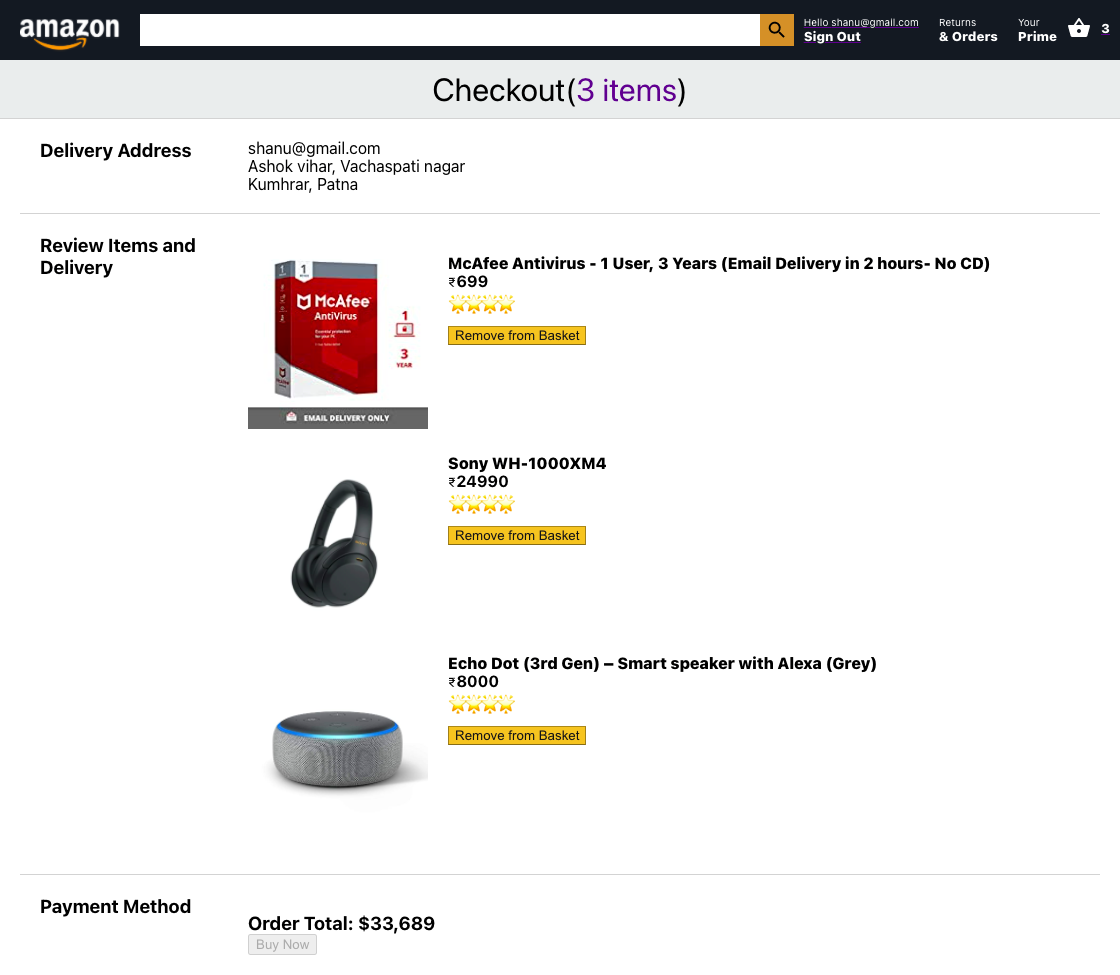 amazon
Hello shanu@gmail.com
Sign Out
Returns
& Orders
Your
Prime
3
Checkout(3 items)
Delivery Address
shanu@gmail.com
Ashok vihar, Vachaspati nagar
Kumhrar, Patna
Review Items and
Delivery
1
1
McAfee
AntiVirus
1
3
YEAR
EMAIL DELIVERY ONLY
McAfee Antivirus - 1 User, 3 Years (Email Delivery in 2 hours- No CD)
₹699
Remove from Basket
Sony WH-1000XM4
₹24990
Remove from Basket
Echo Dot (3rd Gen) – Smart speaker with Alexa (Grey)
₹8000
Remove from Basket
Payment Method
Order Total: $33,689
Buy Now